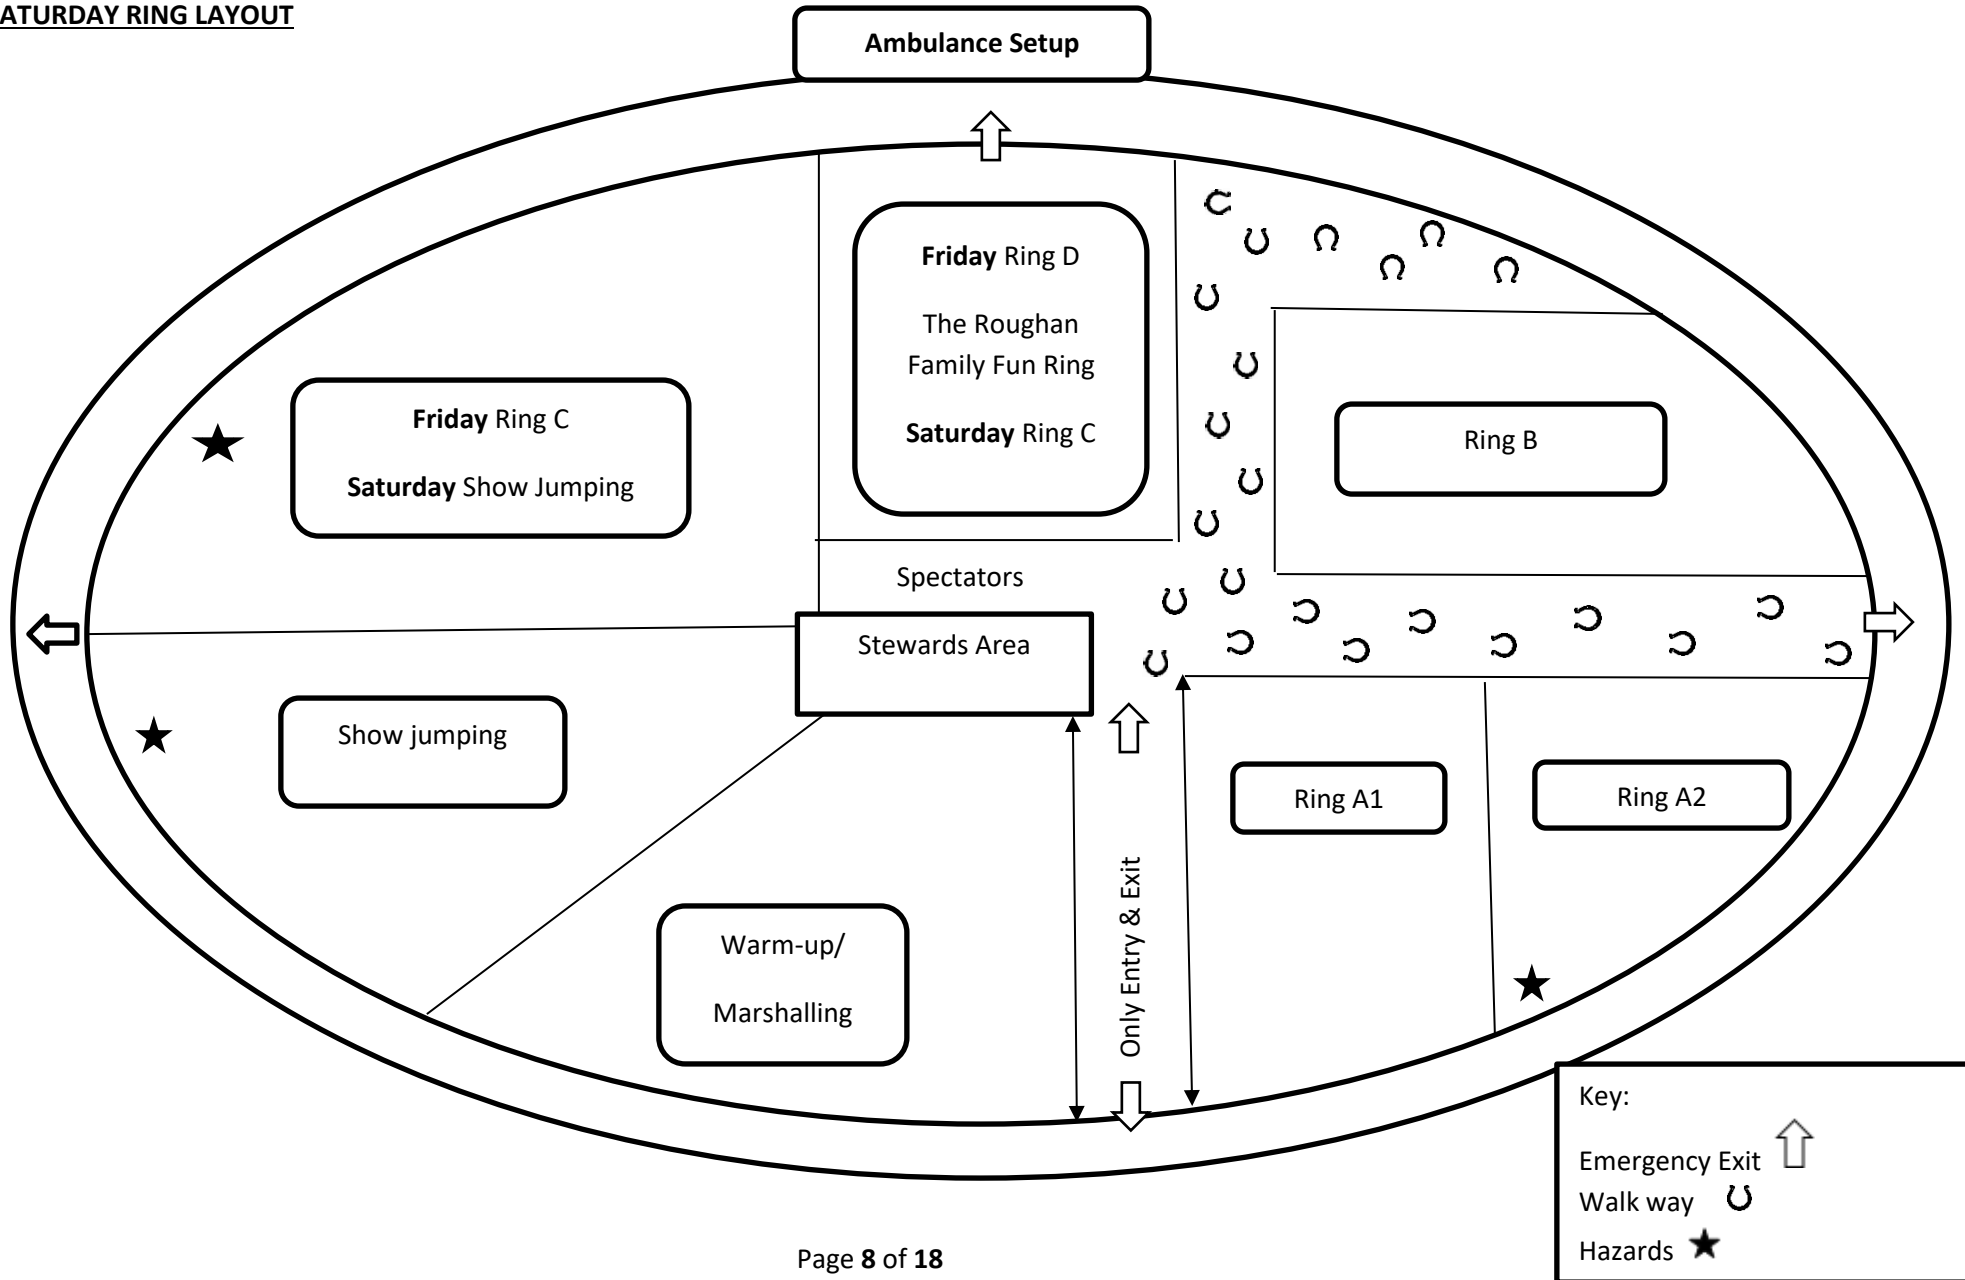 ATURDAY RING LAYOUT
Ambulance Setup
Friday Ring D
The Roughan
Family Fun Ring
Saturday Ring C
Friday Ring C
Saturday Show Jumping
Ring B
Spectators
Stewards Area
Show jumping
Ring A1
Ring A2
Warm-up/
Marshalling
Only Entry & Exit
Key:
Emergency Exit
Walk way
Hazards
Page 8 of 18